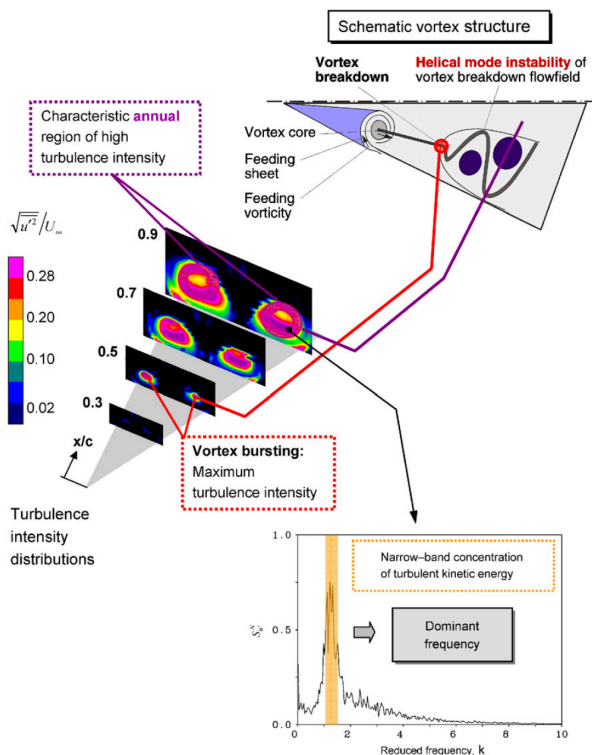 Schematic vortex structure
Vortex
breakdown
Helical mode instability of
vortex breakdown flowfield
Characteristic annual
region of high
turbulence intensity
Vortex core
Feeding
sheet
Feeding
vorticity
√u'²/U∞
0.28
0.20
0.10
0.02
0.9
0.7
0.5
0.3
x/c
Vortex bursting:
Maximum
turbulence intensity
Turbulence
intensity
distributions
1.0
0.5
0.0
Narrow–band concentration
of turbulent kinetic energy
Dominant
frequency
0
2
4
6
8
10
Reduced frequency, k